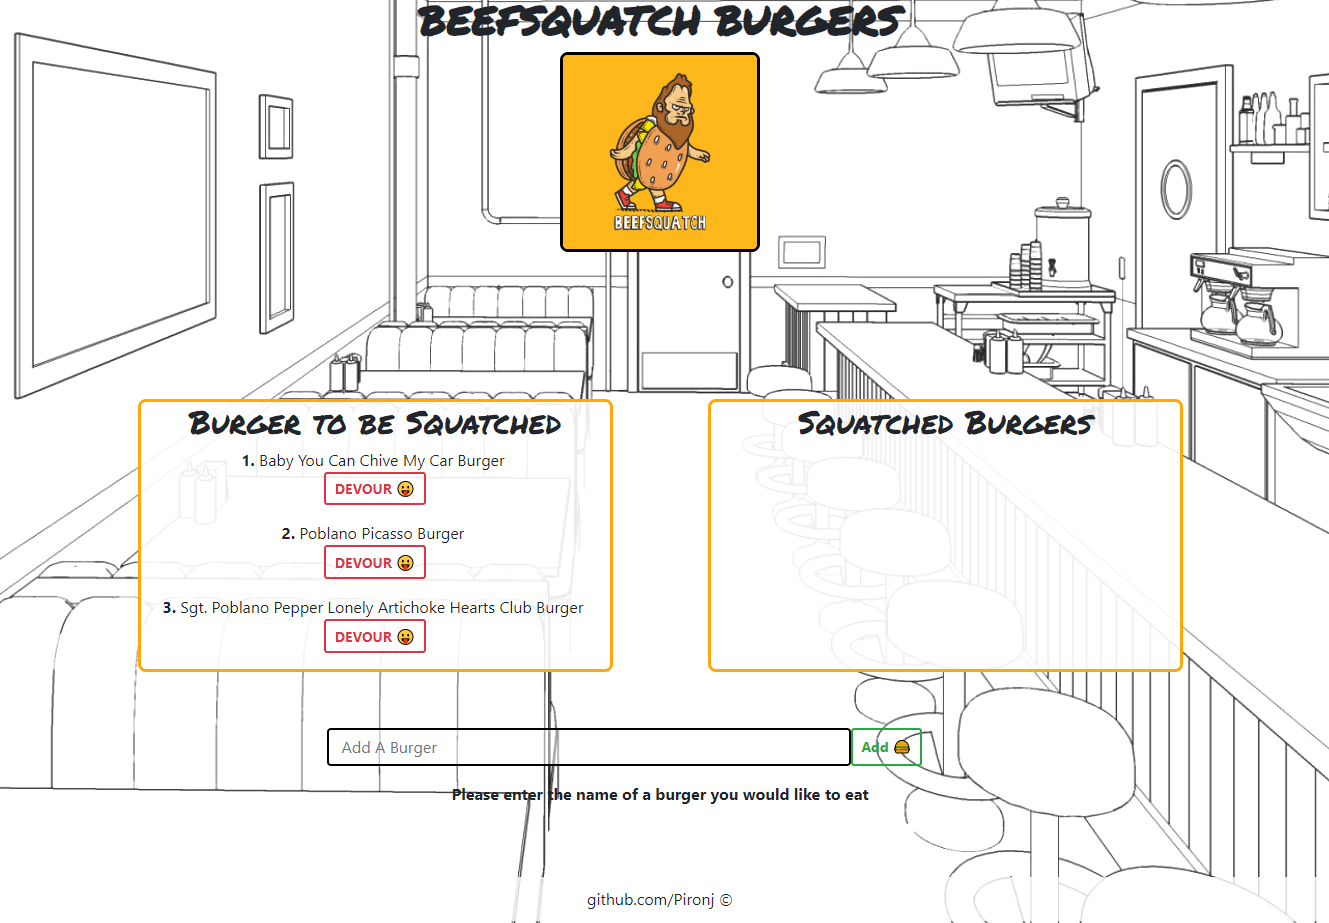 BEEFSQUATCH BURGERS
BEEFSQUATCH
Burger to be Squatched
1. Baby You Can Chive My Car Burger
DEVOUR 😛
2. Poblano Picasso Burger
DEVOUR 😛
3. Sgt. Poblano Pepper Lonely Artichoke Hearts Club Burger
DEVOUR 😛
Squatched Burgers
Add A Burger
Add 🍔
Please enter the name of a burger you would like to eat
github.com/Pironj ©